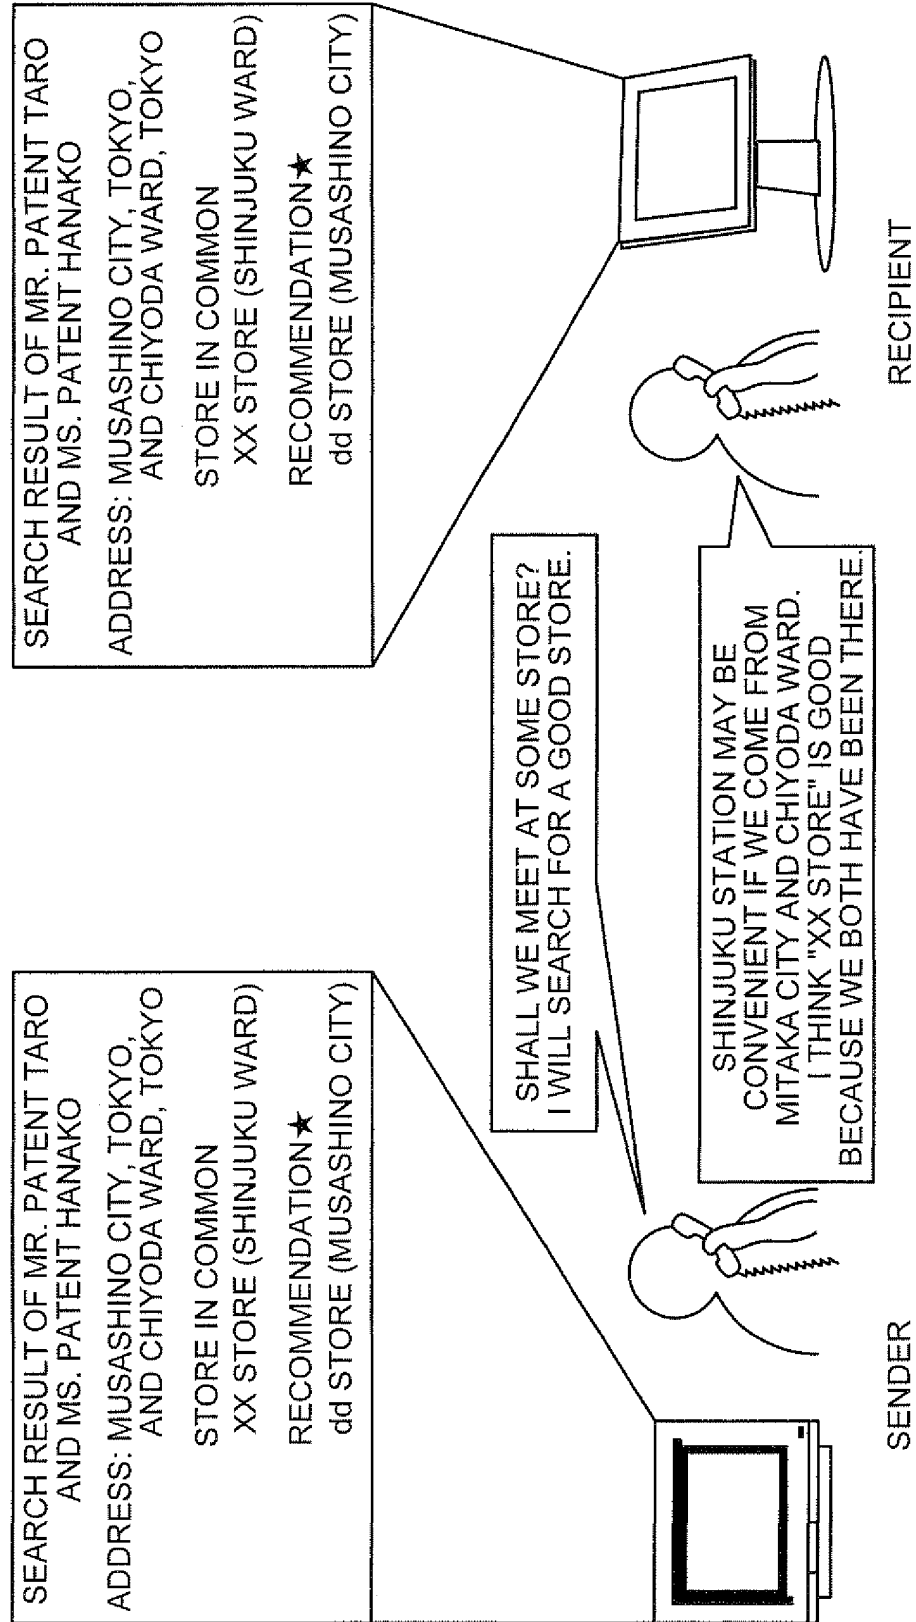 SEARCH RESULT OF MR. PATENT TARO
AND MS. PATENT HANAKO
ADDRESS: MUSASHINO CITY, TOKYO,
AND CHIYODA WARD, TOKYO
STORE IN COMMON
XX STORE (SHINJUKU WARD)
RECOMMENDATION★
dd STORE (MUSASHINO CITY)
SEARCH RESULT OF MR. PATENT TARO
AND MS. PATENT HANAKO
ADDRESS: MUSASHINO CITY, TOKYO,
AND CHIYODA WARD, TOKYO
STORE IN COMMON
XX STORE (SHINJUKU WARD)
RECOMMENDATION★
dd STORE (MUSASHINO CITY)
SHALL WE MEET AT SOME STORE?
I WILL SEARCH FOR A GOOD STORE.
SHINJUKU STATION MAY BE
CONVENIENT IF WE COME FROM
MITAKA CITY AND CHIYODA WARD.
I THINK "XX STORE" IS GOOD
BECAUSE WE BOTH HAVE BEEN THERE.
SENDER
RECIPIENT